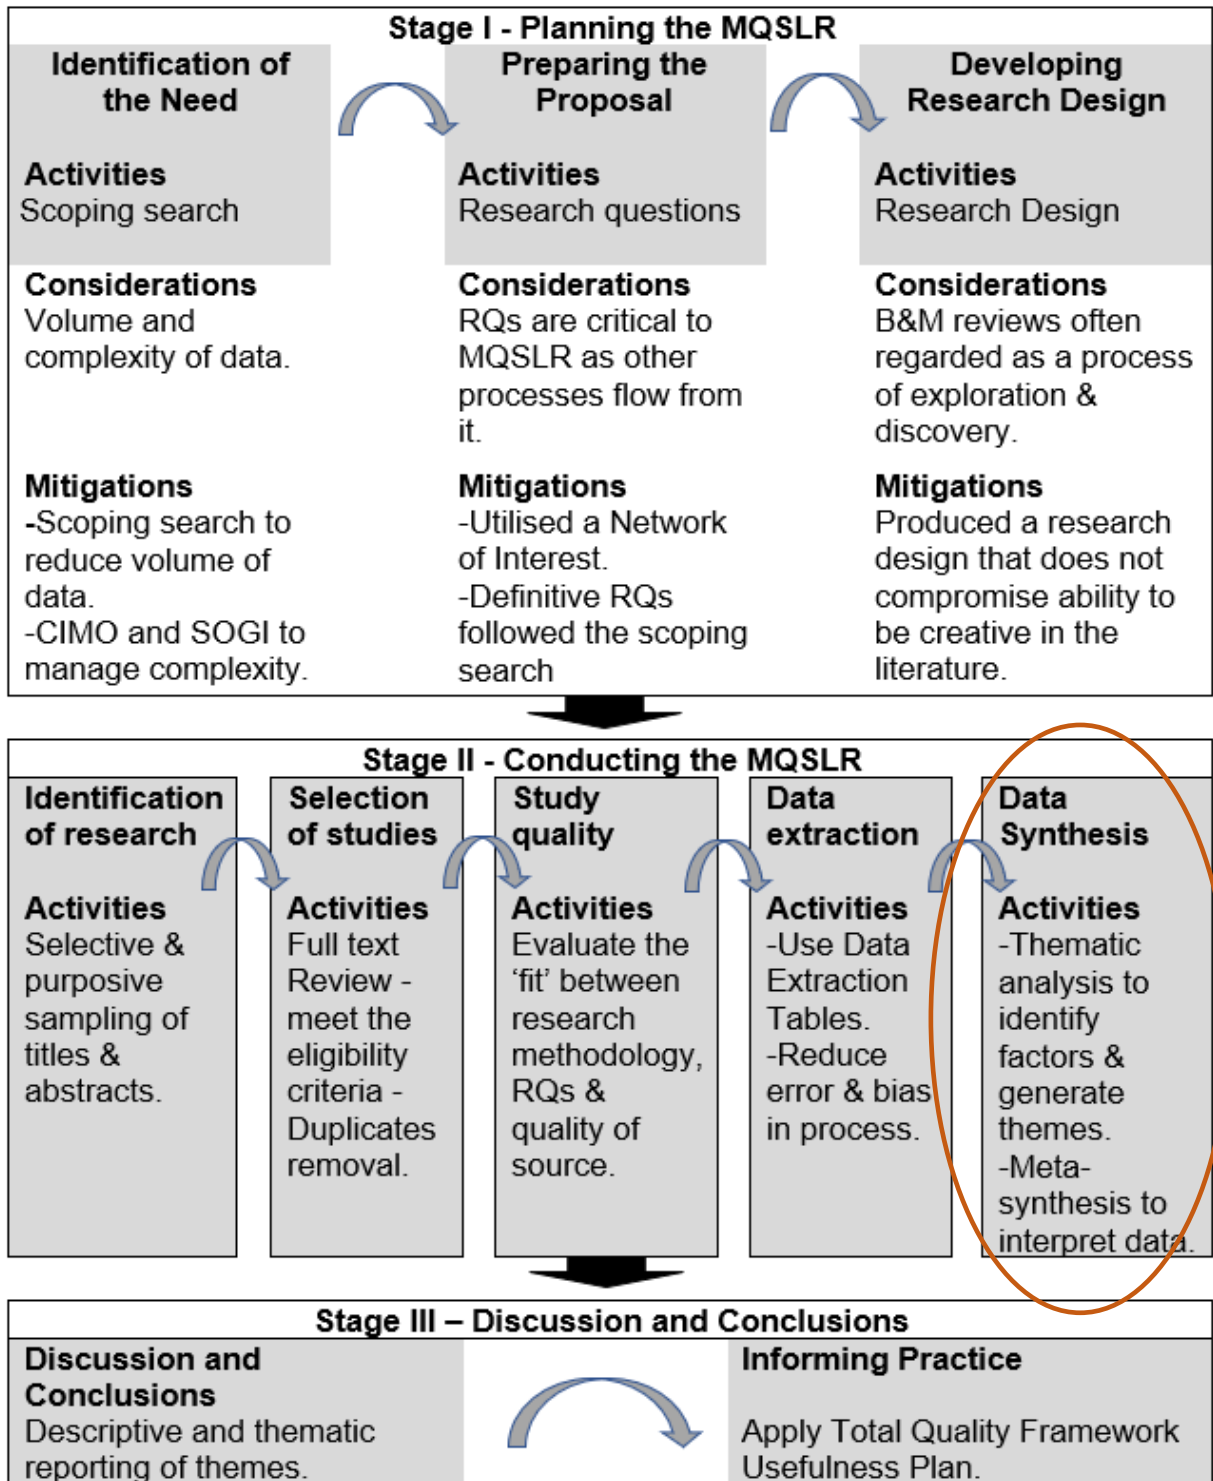 Stage I - Planning the MQSLR
Identification of
the Need
Activities
Scoping search
Considerations
Volume and
complexity of data.
Mitigations
-Scoping search to
reduce volume of
data.
-CIMO and SOGI to
manage complexity.
Preparing the
Proposal
Activities
Research questions
Considerations
RQs are critical to
MQSLR as other
processes flow from
it.
Mitigations
-Utilised a Network
of Interest.
-Definitive RQs
followed the scoping
search
Developing
Research Design
Activities
Research Design
Considerations
B&M reviews often
regarded as a process
of exploration &
discovery.
Mitigations
Produced a research
design that does not
compromise ability to
be creative in the
literature.
Stage II - Conducting the MQSLR
Identification
of research
Activities
Selective &
purposive
sampling of
titles &
abstracts.
Selection
of studies
Activities
Full text
Review -
meet the
eligibility
criteria -
Duplicates
removal.
Study
quality
Activities
Evaluate the
‘fit’ between
research
methodology,
RQs &
quality of
source.
Data
extraction
Activities
-Use Data
Extraction
Tables.
-Reduce
error & bias
in process.
Data
Synthesis
Activities
-Thematic
analysis to
identify
factors &
generate
themes.
-Meta-
synthesis to
interpret data.
Stage III – Discussion and Conclusions
Discussion and
Conclusions
Descriptive and thematic
reporting of themes.
Informing Practice
Apply Total Quality Framework
Usefulness Plan.